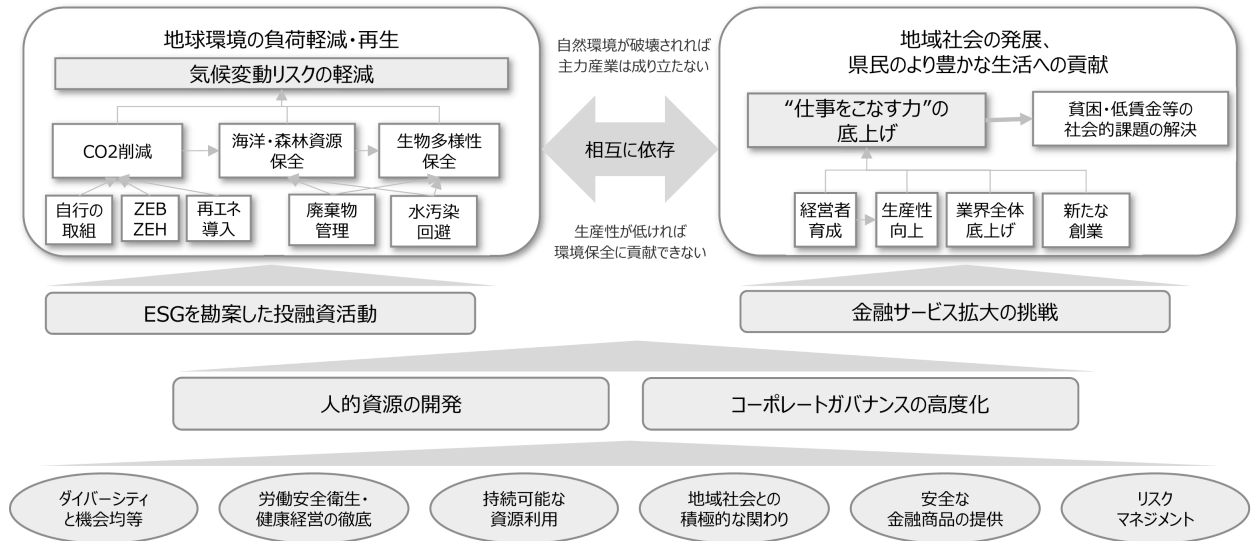 地球環境の負荷軽減・再生
気候変動リスクの軽減
CO2削減
海洋・森林資源
保全
生物多様性
保全
自行の
取組
ZEB
ZEH
再エネ
導入
廃棄物
管理
水汚染
回避
自然環境が破壊されれば
主力産業は成り立たない
相互に依存
生産性が低ければ
環境保全に貢献できない
地域社会の発展、
県民のより豊かな生活への貢献
“仕事をこなす力”の
底上げ
貧困・低賃金等の
社会的課題の解決
経営者
育成
生産性
向上
業界全体
底上げ
新たな
創業
ESGを勘案した投融資活動
金融サービス拡大の挑戦
人的資源の開発
コーポレートガバナンスの高度化
ダイバーシティ
と機会均等
労働安全衛生・
健康経営の徹底
持続可能な
資源利用
地域社会との
積極的な関わり
安全な
金融商品の提供
リスク
マネジメント